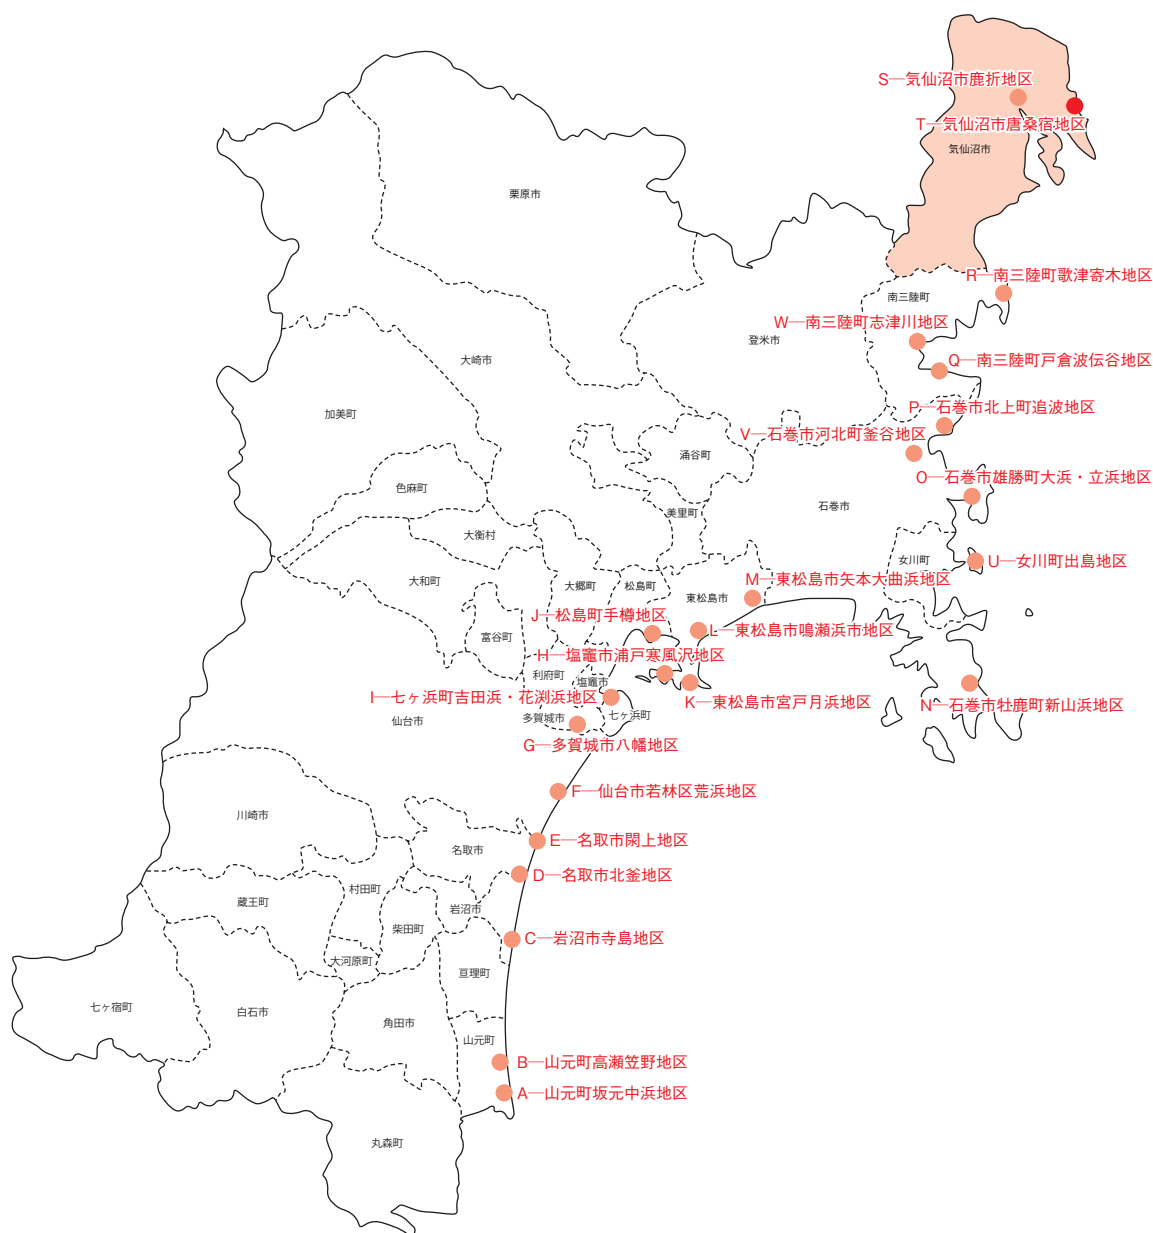 S─気仙沼市鹿折地区
T─気仙沼市唐桑宿地区
気仙沼市
栗原市
R─南三陸町歌津寄木地区
南三陸町
W─南三陸町志津川地区
登米市
大崎市
Q─南三陸町戸倉波伝谷地区
加美町
P─石巻市北上町追波地区
V─石巻市河北町釜谷地区
涌谷町
O─石巻市雄勝町大浜・立浜地区
色麻町
石巻市
美里町
大衡村
女川町
U─女川町出島地区
大和町
大郷町
松島町
M─東松島市矢本大曲浜地区
東松島市
J─松島町手樽地区
L─東松島市鳴瀬浜市地区
富谷町
H─塩竈市浦戸寒風沢地区
利府町
塩竈市
I─七ヶ浜町吉田浜・花渕浜地区
K─東松島市宮戸月浜地区
N─石巻市牡鹿町新山浜地区
仙台市
多賀城市
七ヶ浜町
G─多賀城市八幡地区
F─仙台市若林区荒浜地区
川崎市
E─名取市閖上地区
名取市
D─名取市北釜地区
村田町
蔵王町
岩沼市
柴田町
C─岩沼市寺島地区
大河原町
亘理町
七ヶ宿町
白石市
角田市
山元町
B─山元町高瀬笠野地区
A─山元町坂元中浜地区
丸森町